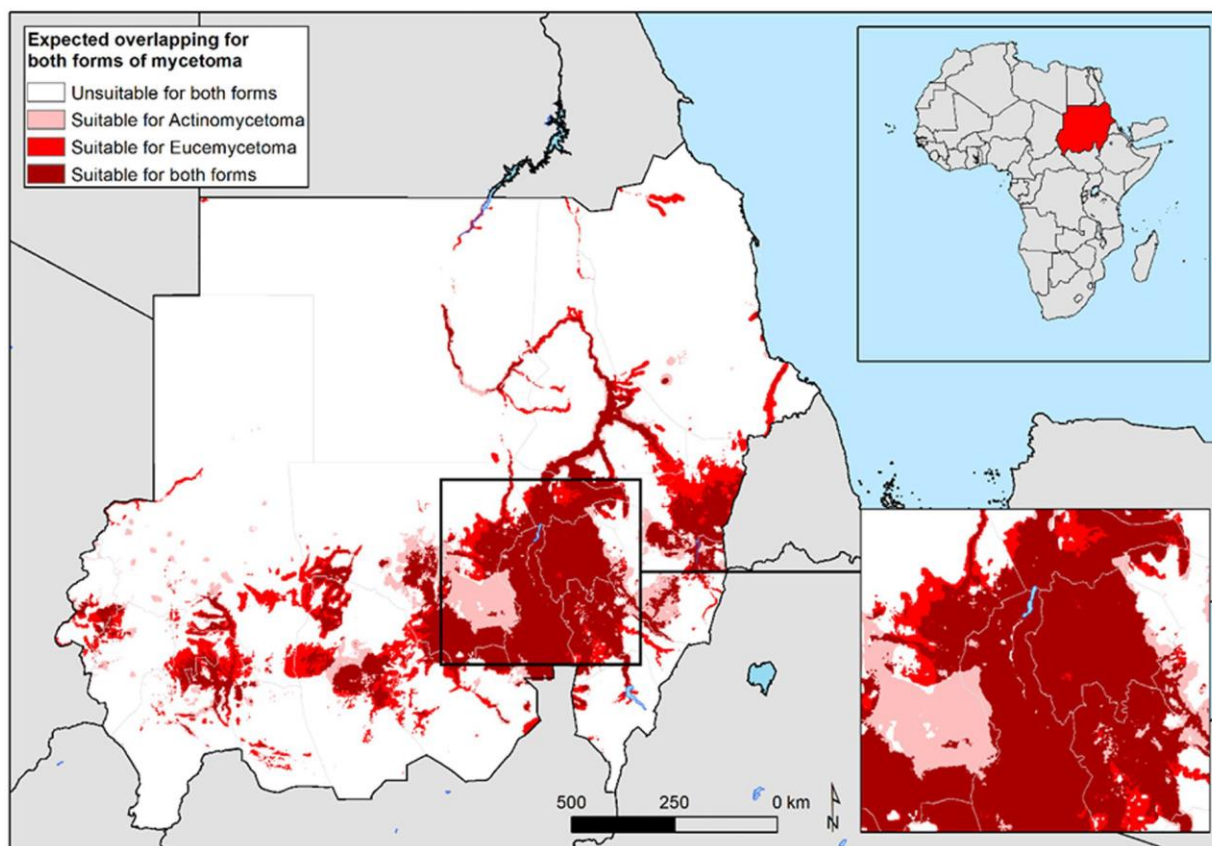 Expected overlapping for
both forms of mycetoma
Unsuitable for both forms
Suitable for Actinomycetoma
Suitable for Eucemycetoma
Suitable for both forms
500 250 0 km
N